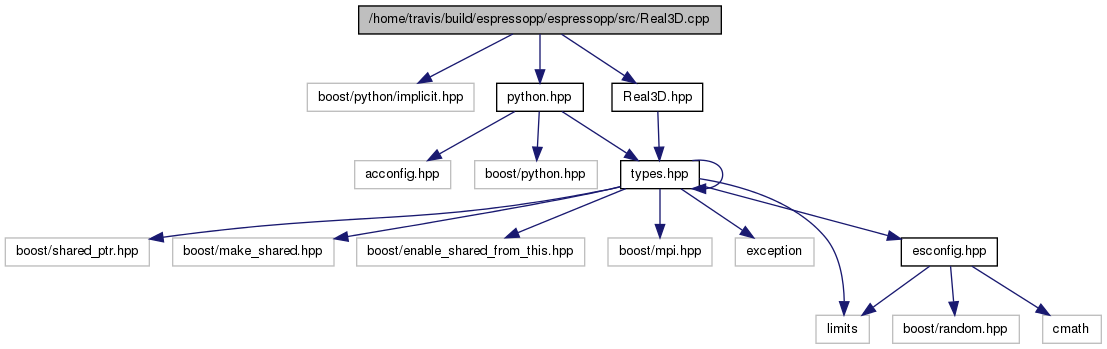 /home/travis/build/espressopp/espressopp/src/Real3D.cpp
boost/python/implicit.hpp
python.hpp
Real3D.hpp
acconfig.hpp
boost/python.hpp
types.hpp
boost/shared_ptr.hpp
boost/make_shared.hpp
boost/enable_shared_from_this.hpp
boost/mpi.hpp
exception
esconfig.hpp
limits
boost/random.hpp
cmath